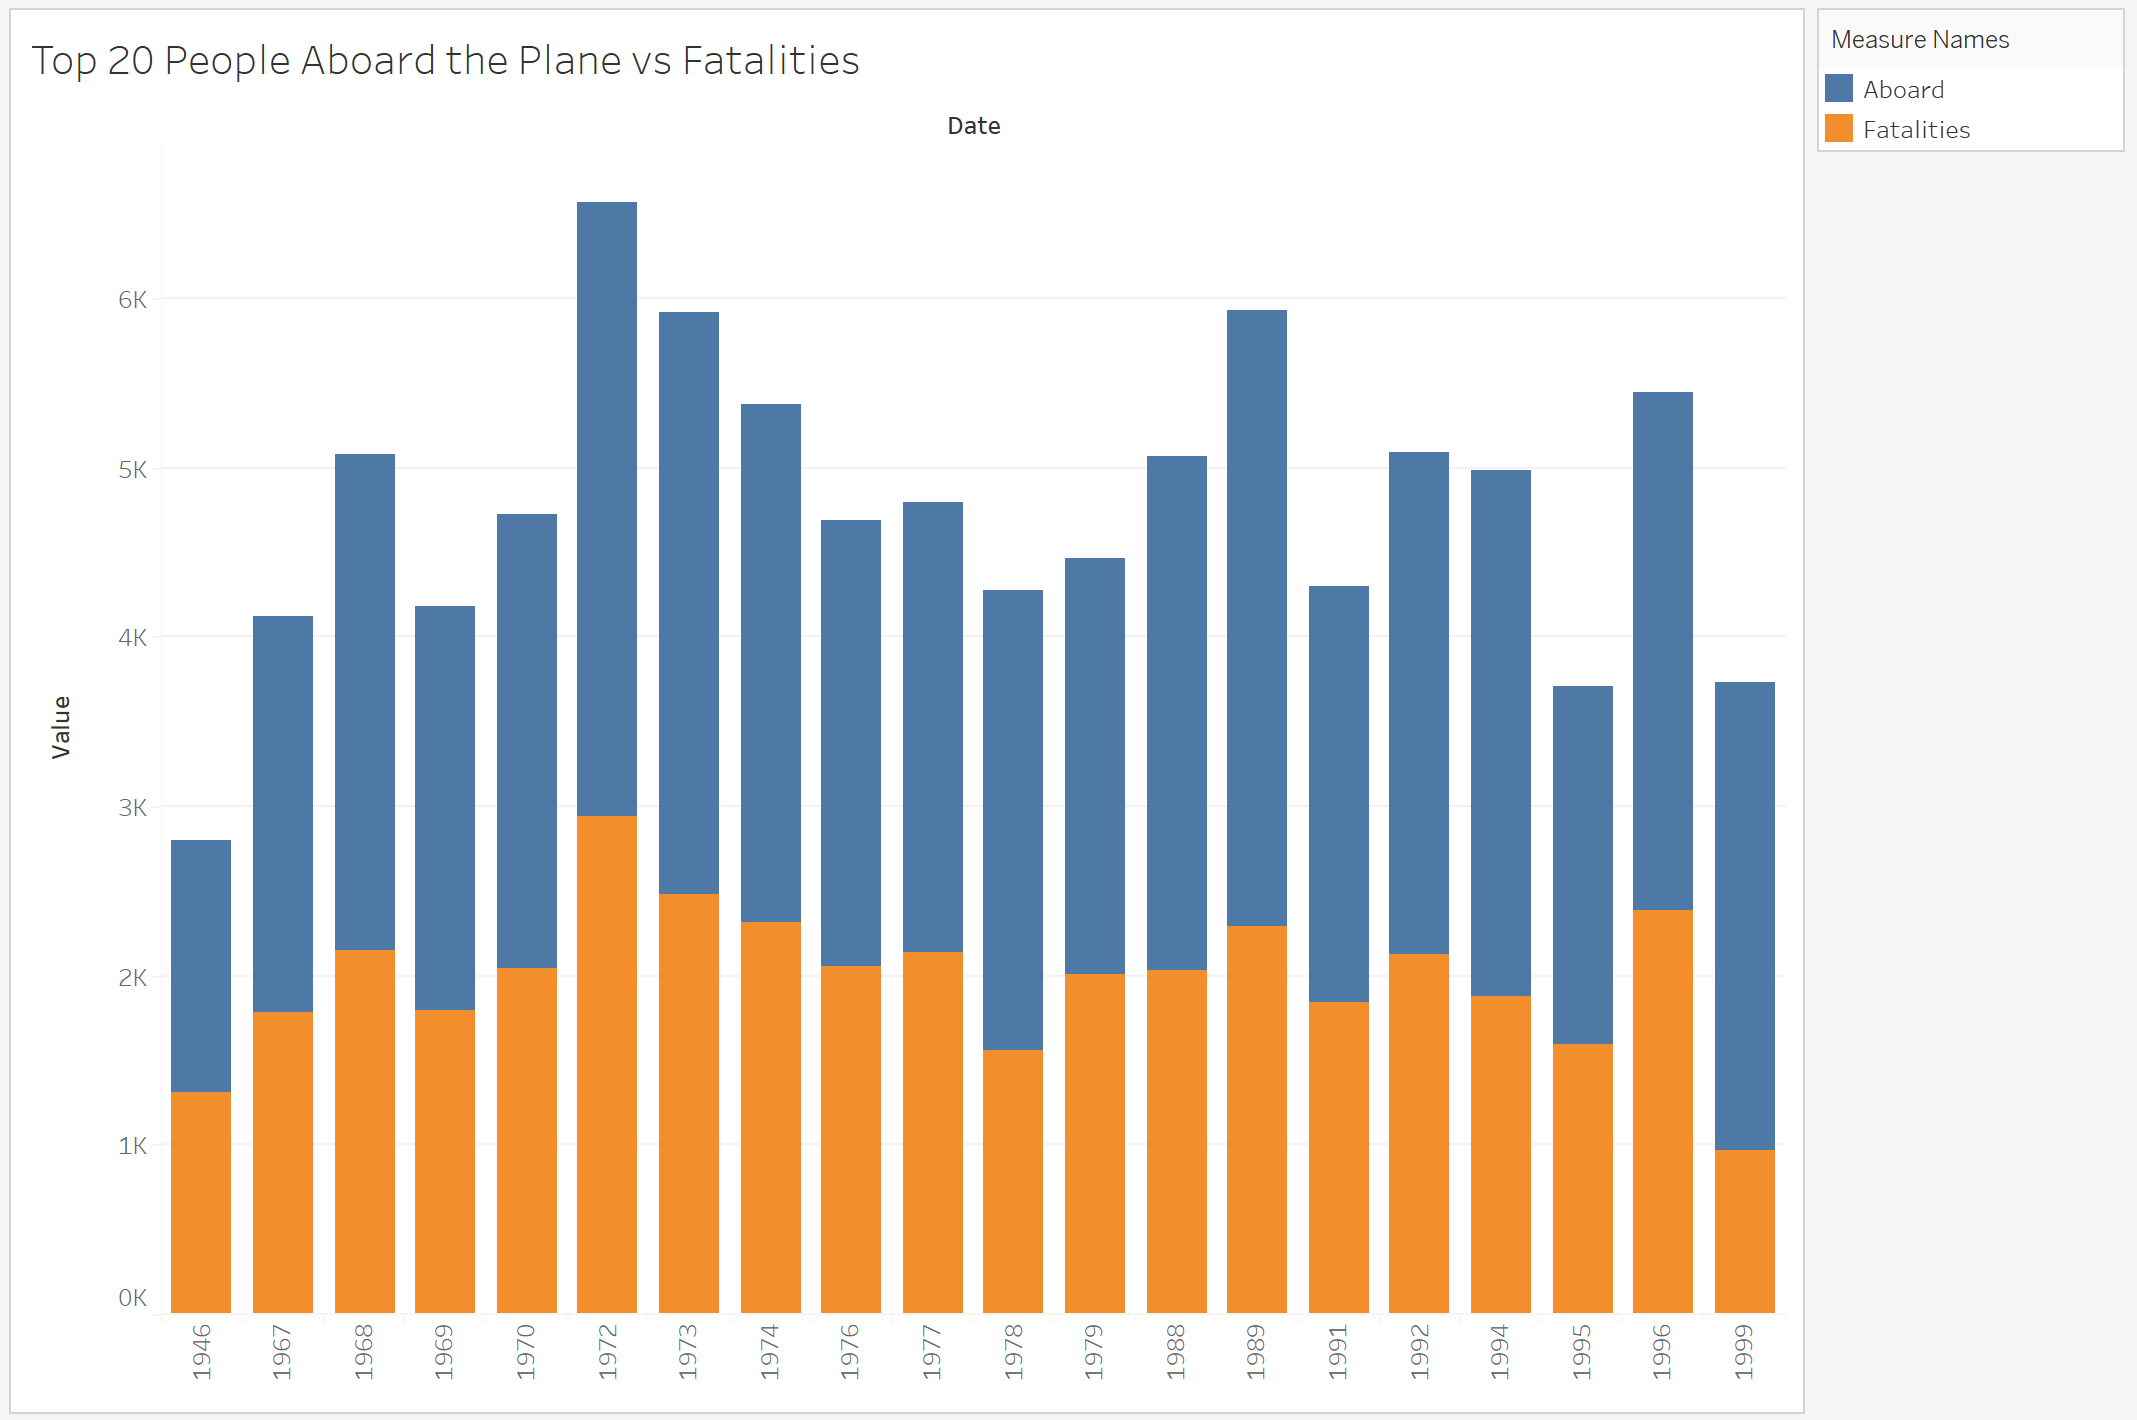 Top 20 People Aboard the Plane vs Fatalities
Measure Names
Aboard
Fatalities
Date
Value
6K
5K
4K
3K
2K
1K
0K
1946
1967
1968
1969
1970
1972
1973
1974
1976
1977
1978
1979
1988
1989
1991
1992
1994
1995
1996
1999